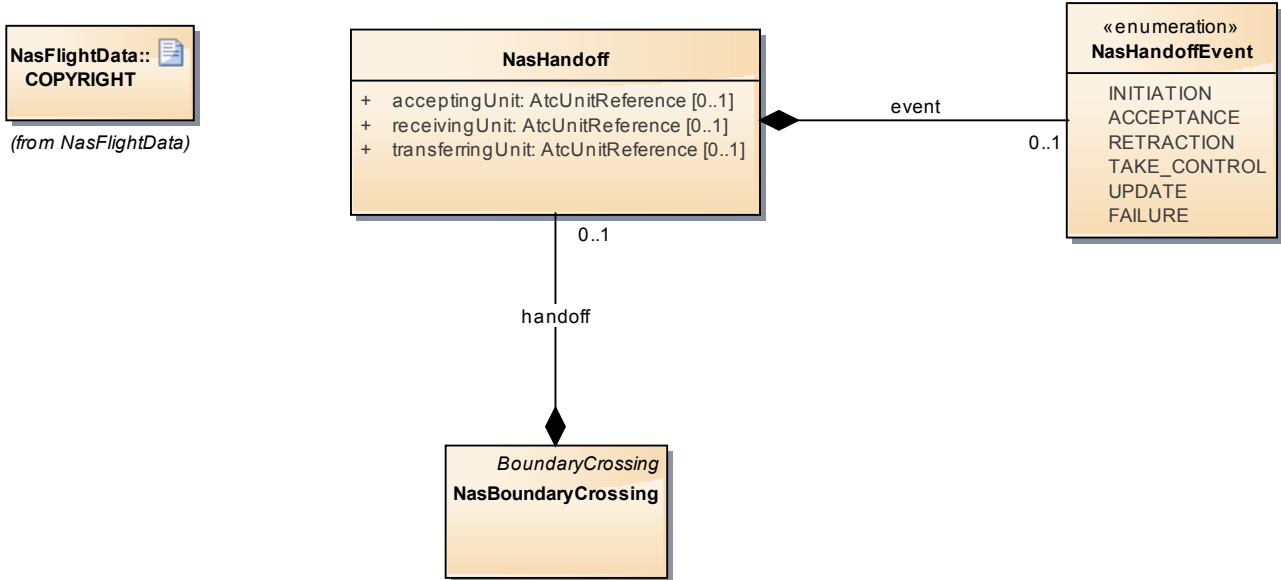 NasFlightData::
COPYRIGHT
(from NasFlightData)
NasHandoff
+ acceptingUnit: AtcUnitReference [0..1]
+ receivingUnit: AtcUnitReference [0..1]
+ transferringUnit: AtcUnitReference [0..1]
event
0..1
«enumeration»
NasHandoffEvent
INITIATION
ACCEPTANCE
RETRACTION
TAKE_CONTROL
UPDATE
FAILURE
0..1
handoff
BoundaryCrossing
NasBoundaryCrossing